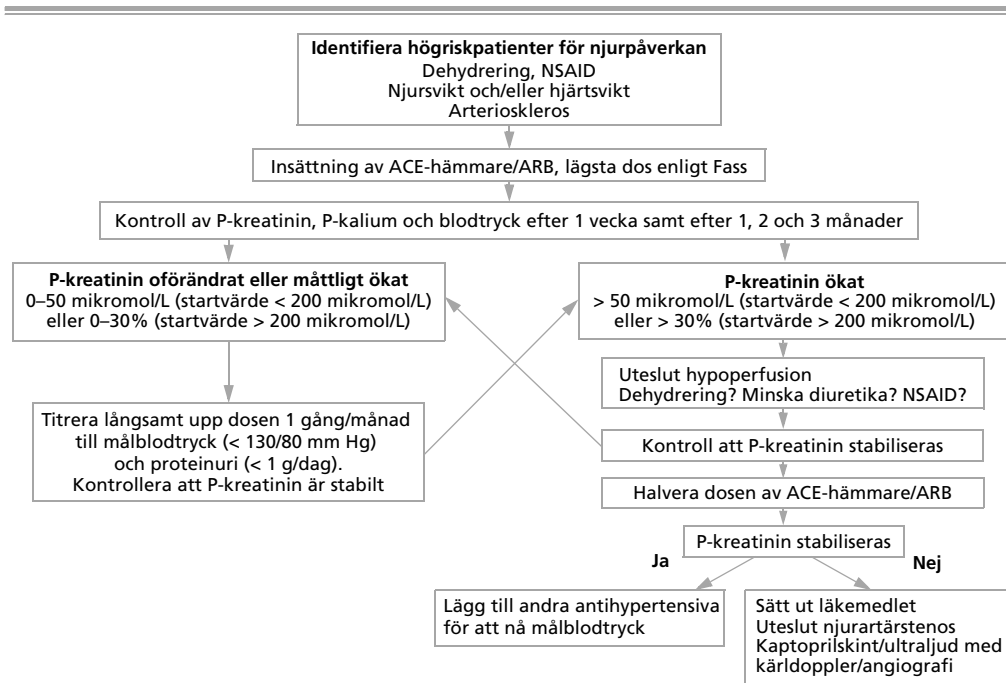 Identifiera högriskpatienter för njurpåverkan
Dehydrering, NSAID
Njursvikt och/eller hjärtsvikt
Arterioskleros
Insättning av ACE-hämmare/ARB, lägsta dos enligt Fass
Kontroll av P-kreatinin, P-kalium och blodtryck efter 1 vecka samt efter 1, 2 och 3 månader
P-kreatinin oförändrat eller måttligt ökat
0–50 mikromol/L (startvärde < 200 mikromol/L)
eller 0–30% (startvärde > 200 mikromol/L)
P-kreatinin ökat
> 50 mikromol/L (startvärde < 200 mikromol/L)
eller > 30% (startvärde > 200 mikromol/L)
Titrera långsamt upp dosen 1 gång/månad
till målblodtryck (< 130/80 mm Hg)
och proteinuri (< 1 g/dag).
Kontrollera att P-kreatinin är stabilt
Uteslut hypoperfusion
Dehydrering? Minska diuretika? NSAID?
Kontroll att P-kreatinin stabiliseras
Halvera dosen av ACE-hämmare/ARB
P-kreatinin stabiliseras
Ja
Nej
Lägg till andra antihypertensiva
för att nå målblodtryck
Sätt ut läkemedlet
Uteslut njurartärstenos
Kaptoprilskint/ultraljud med
kärldoppler/angiografi